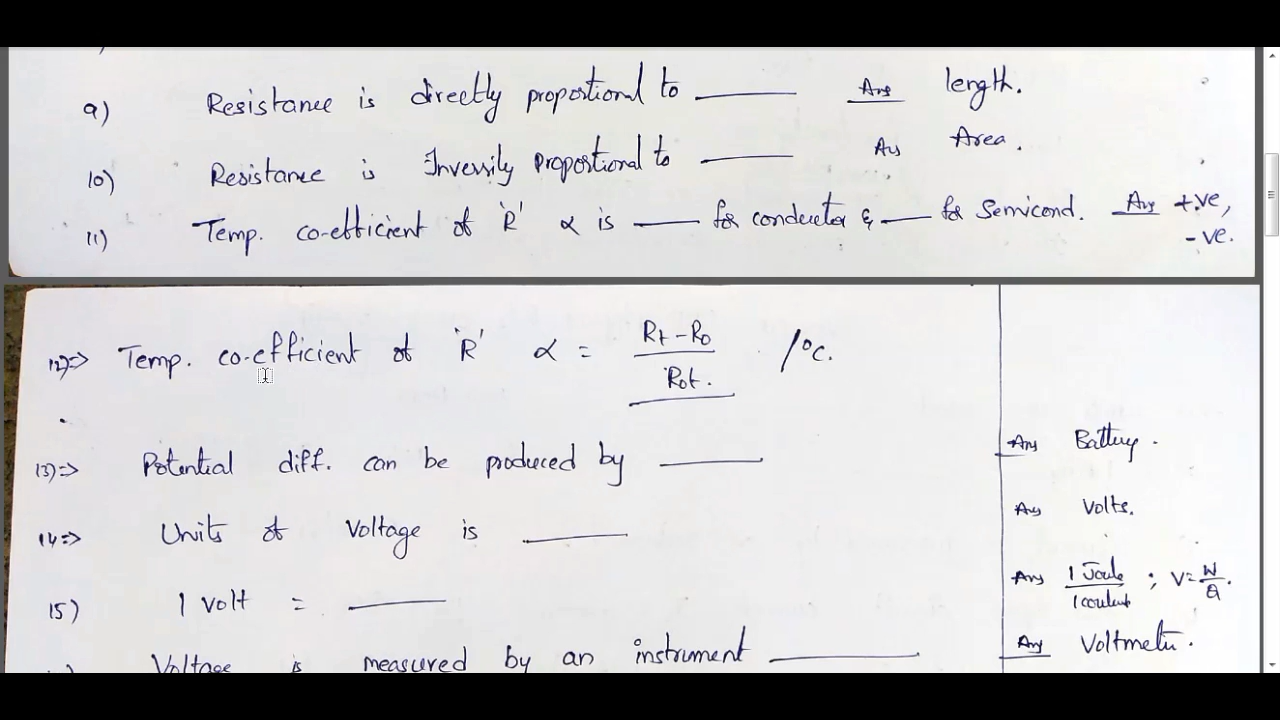 9) Resistance is directly proportional to ______ Ans length.
10) Resistance is Inversily proportional to ______ Ans Area.
11) Temp. co-efficient of 'R' α is ____ for conductor & ____ for Semicond. Ans +ve,
-ve.
12)=> Temp. co-efficient of 'R' α = (Rt - Ro) / Rot. /°c.
13)=> Potential diff. can be produced by ______ Ans Battery.
14=> Units of Voltage is ______ Ans Volts.
15) 1 volt = ______ Ans 1 Joule / 1 coulomb ; V = W/Q.
Voltage is measured by an instrument ______ Ans Voltmeter.